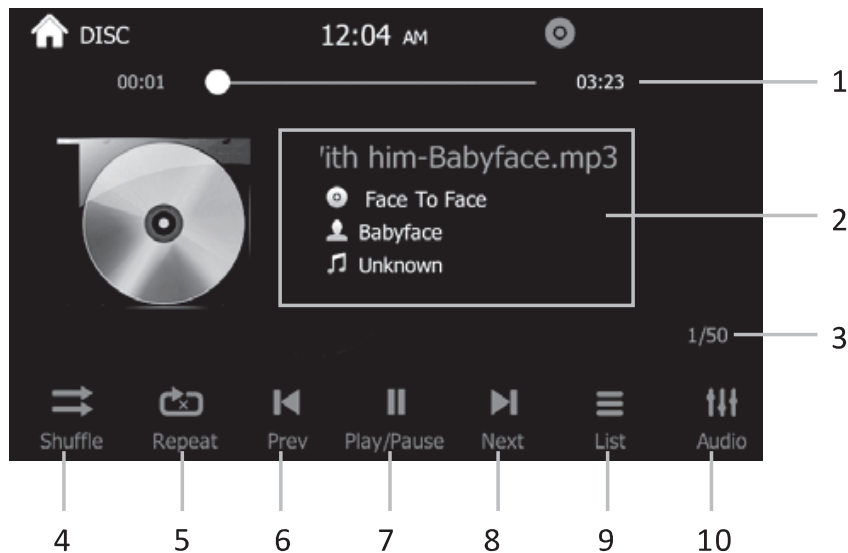 DISC 12:04 AM
00:01 03:23 1
'ith him-Babyface.mp3
Face To Face
2
Babyface
Unknown
1/50 3
Shuffle Repeat Prev Play/Pause Next List Audio
4 5 6 7 8 9 10